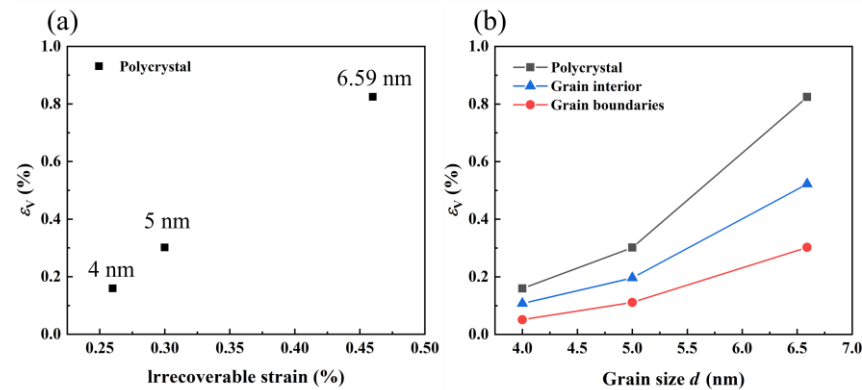 (a)
1.0
0.8
0.6
0.4
0.2
0.0
εV (%)
Polycrystal
6.59 nm
5 nm
4 nm
0.25 0.30 0.35 0.40 0.45 0.50
Irrecoverable strain (%)
(b)
1.0
0.8
0.6
0.4
0.2
0.0
εV (%)
Polycrystal
Grain interior
Grain boundaries
4.0 4.5 5.0 5.5 6.0 6.5 7.0
Grain size d (nm)